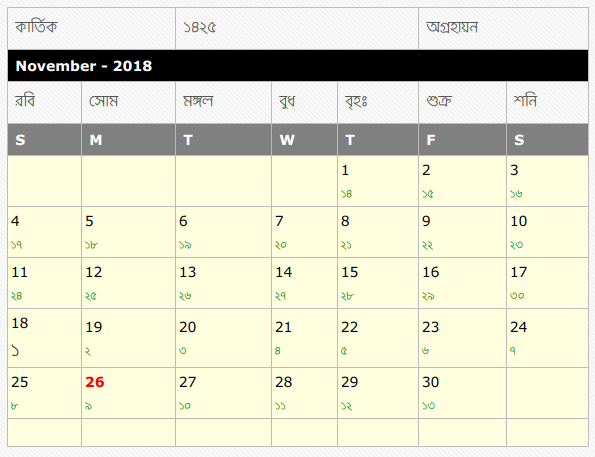 কার্তিক ১৪২৫ অগ্রহায়ন
November - 2018
রবি সোম মঙ্গল বুধ বৃহঃ শুক্র শনি
S M T W T F S
1 2 3
১৪ ১৫ ১৬
4 5 6 7 8 9 10
১৭ ১৮ ১৯ ২০ ২১ ২২ ২৩
11 12 13 14 15 16 17
২৪ ২৫ ২৬ ২৭ ২৮ ২৯ ৩০
18 19 20 21 22 23 24
১ ২ ৩ ৪ ৫ ৬ ৭
25 26 27 28 29 30
৮ ৯ ১০ ১১ ১২ ১৩